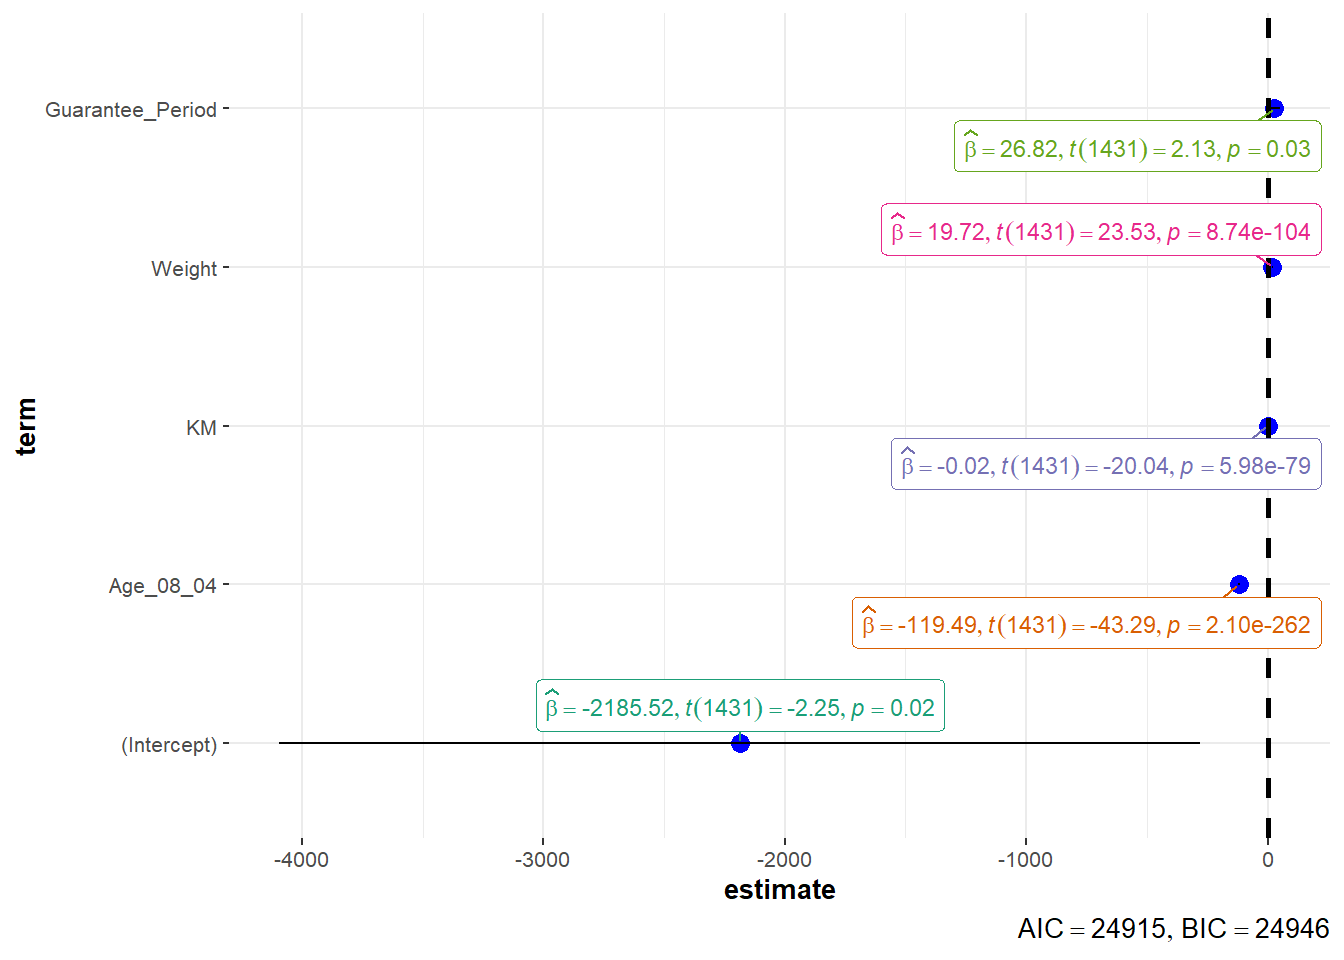 Guarantee_Period
β̂ = 26.82, t(1431) = 2.13, p = 0.03
β̂ = 19.72, t(1431) = 23.53, p = 8.74e-104
Weight
term
KM
β̂ = -0.02, t(1431) = -20.04, p = 5.98e-79
Age_08_04
β̂ = -119.49, t(1431) = -43.29, p = 2.10e-262
β̂ = -2185.52, t(1431) = -2.25, p = 0.02
(Intercept)
-4000 -3000 -2000 -1000 0
estimate
AIC = 24915, BIC = 24946